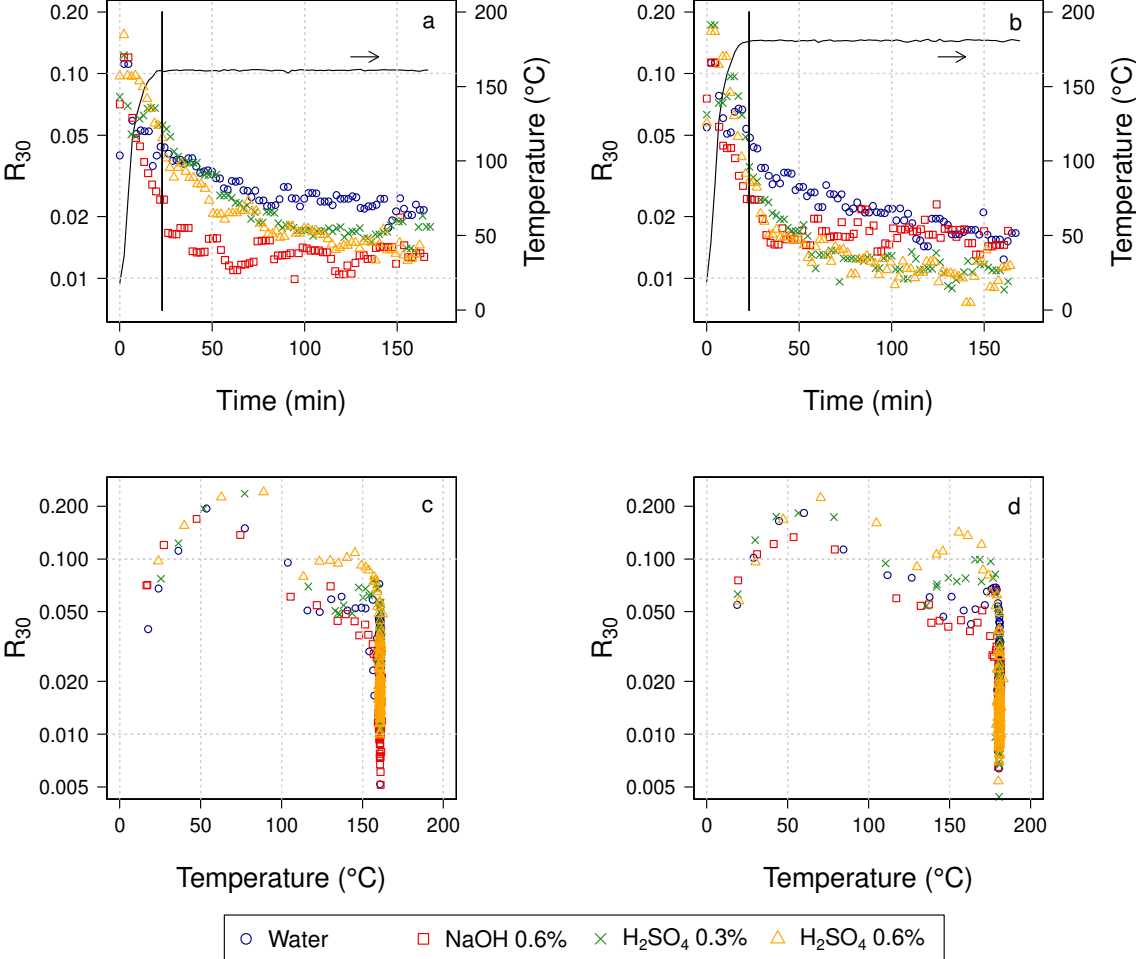 a
0.20
0.10
0.05
0.02
0.01
R30
200
150
100
50
0
Temperature (°C)
0 50 100 150
Time (min)
b
0.20
0.10
0.05
0.02
0.01
R30
200
150
100
50
0
Temperature (°C)
0 50 100 150
Time (min)
c
0.200
0.100
0.050
0.020
0.010
0.005
R30
0 50 100 150 200
Temperature (°C)
d
0.200
0.100
0.050
0.020
0.010
0.005
R30
0 50 100 150 200
Temperature (°C)
Water NaOH 0.6% H2SO4 0.3% H2SO4 0.6%